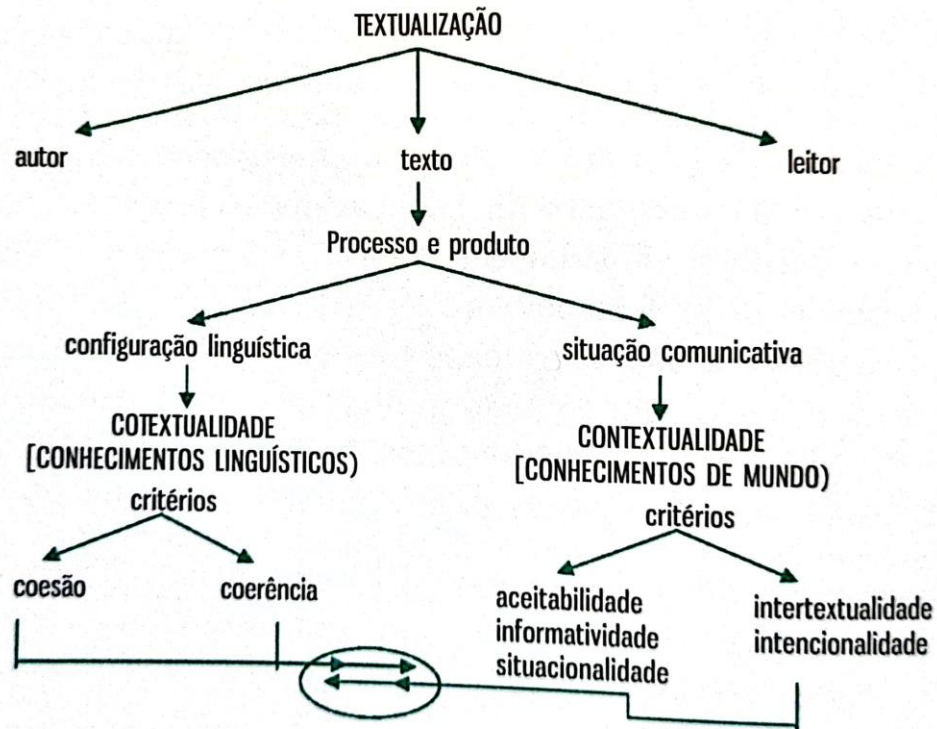 TEXTUALIZAÇÃO
autor
texto
leitor
Processo e produto
configuração linguística
situação comunicativa
COTEXTUALIDADE
[CONHECIMENTOS LINGUÍSTICOS)
CONTEXTUALIDADE
[CONHECIMENTOS DE MUNDO)
critérios
critérios
coesão
coerência
aceitabilidade
informatividade
situacionalidade
intertextualidade
intencionalidade